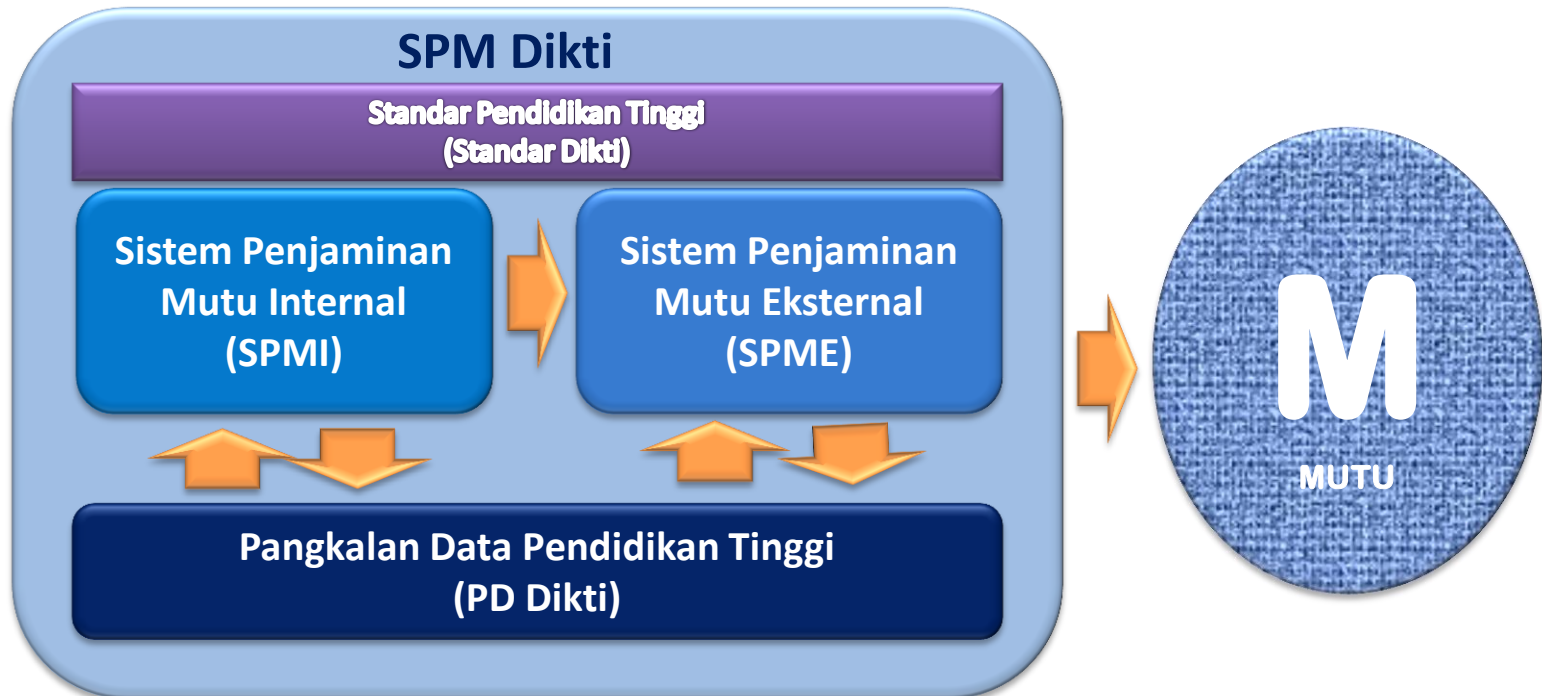 SPM Dikti
Standar Pendidikan Tinggi
(Standar Dikti)
Sistem Penjaminan
Mutu Internal
(SPMI)
Sistem Penjaminan
Mutu Eksternal
(SPME)
Pangkalan Data Pendidikan Tinggi
(PD Dikti)
M
MUTU